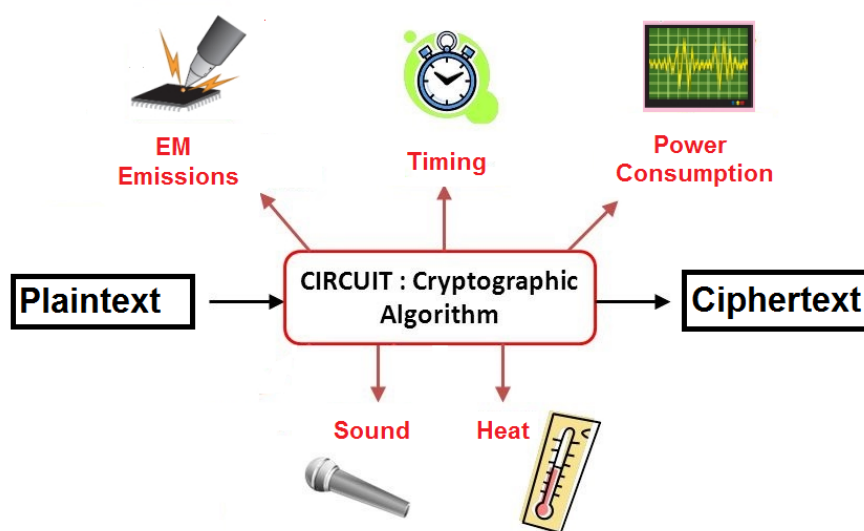 EM
Emissions
Timing
Power
Consumption
Plaintext
CIRCUIT : Cryptographic
Algorithm
Ciphertext
Sound
Heat